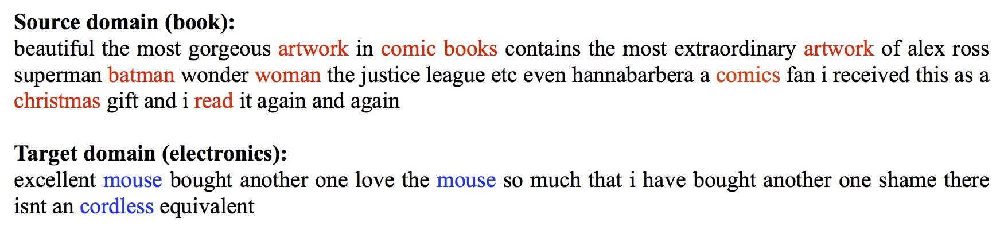 Source domain (book):
beautiful the most gorgeous artwork in comic books contains the most extraordinary artwork of alex ross
superman batman wonder woman the justice league etc even hannabarbera a comics fan i received this as a
christmas gift and i read it again and again
Target domain (electronics):
excellent mouse bought another one love the mouse so much that i have bought another one shame there
isnt an cordless equivalent